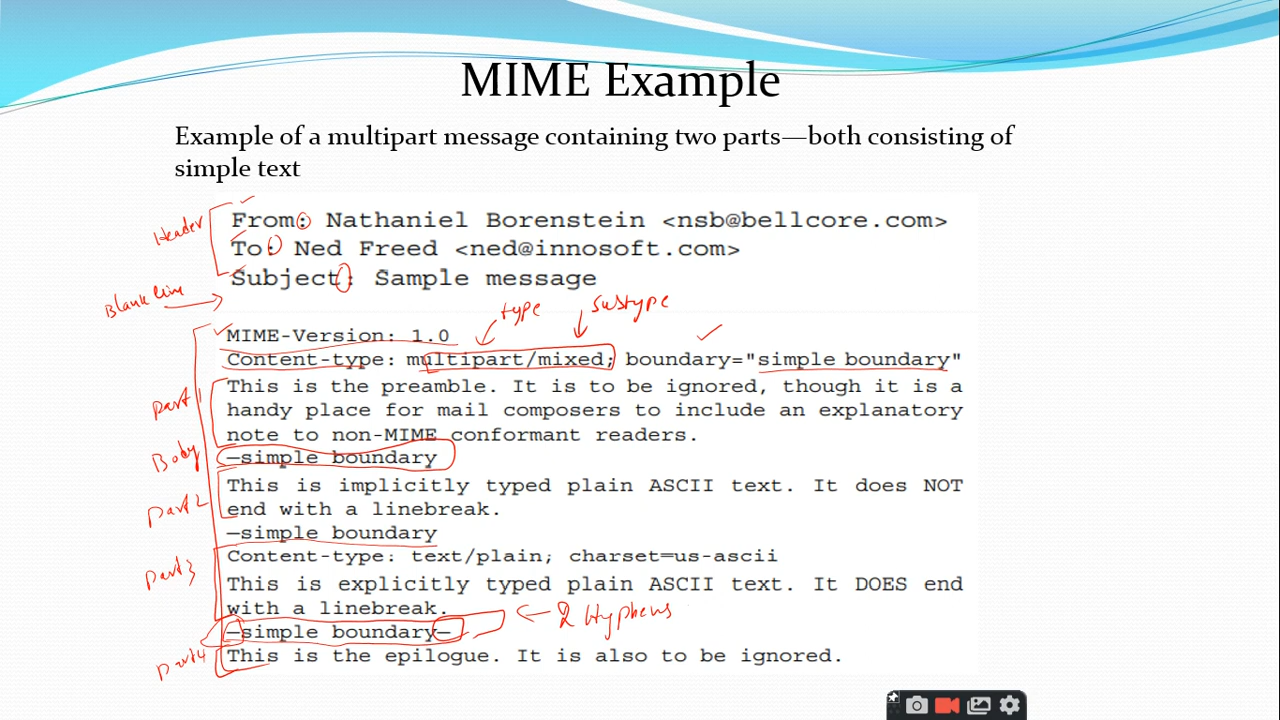 MIME Example
Example of a multipart message containing two parts—both consisting of
simple text
Header
From: Nathaniel Borenstein <nsb@bellcore.com>
To: Ned Freed <ned@innosoft.com>
Subject: Sample message
Blank line
type
subtype
MIME-Version: 1.0
Content-type: multipart/mixed; boundary="simple boundary"
Part 1
This is the preamble. It is to be ignored, though it is a
handy place for mail composers to include an explanatory
note to non-MIME conformant readers.
Body
—simple boundary
Part 2
This is implicitly typed plain ASCII text. It does NOT
end with a linebreak.
—simple boundary
Part 3
Content-type: text/plain; charset=us-ascii
This is explicitly typed plain ASCII text. It DOES end
with a linebreak.
2 Hyphens
—simple boundary—
Part 4
This is the epilogue. It is also to be ignored.